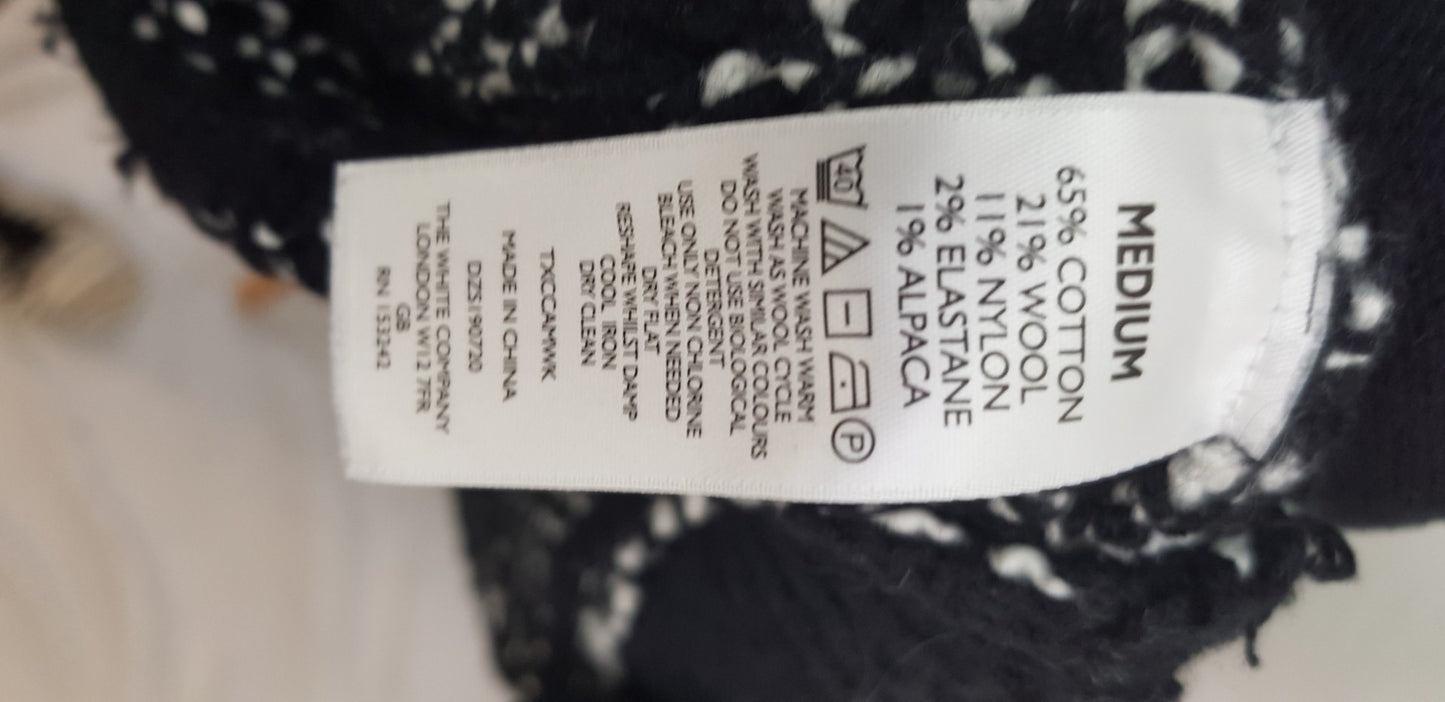 MEDIUM
65% COTTON
21% WOOL
11% NYLON
2% ELASTANE
1% ALPACA
40 P
MACHINE WASH WARM
WASH AS WOOL CYCLE
WASH WITH SIMILAR COLOURS
DO NOT USE BIOLOGICAL
DETERGENT
USE ONLY NON CHLORINE
BLEACH WHEN NEEDED
DRY FLAT
RESHAPE WHILST DAMP
COOL IRON
DRY CLEAN
TXCCAMWK
MADE IN CHINA
DZS190720
THE WHITE COMPANY
LONDON W12 7FR
GB
RN 153242